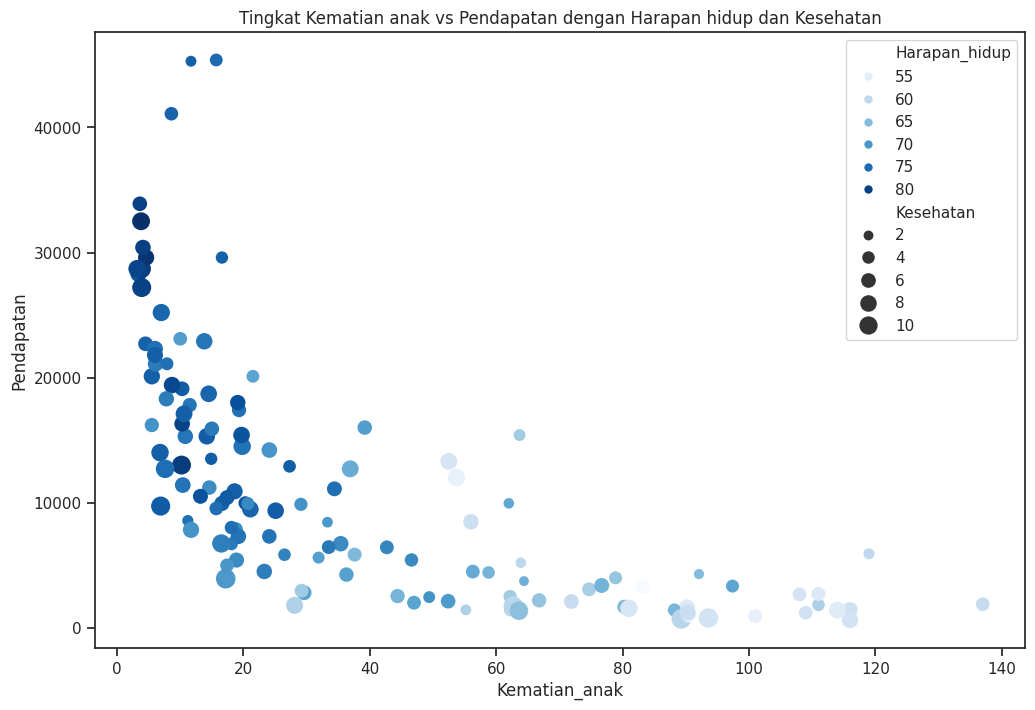 Tingkat Kematian anak vs Pendapatan dengan Harapan hidup dan Kesehatan
Pendapatan
40000
30000
20000
10000
0
0 20 40 60 80 100 120 140
Kematian_anak
Harapan_hidup
55
60
65
70
75
80
Kesehatan
2
4
6
8
10